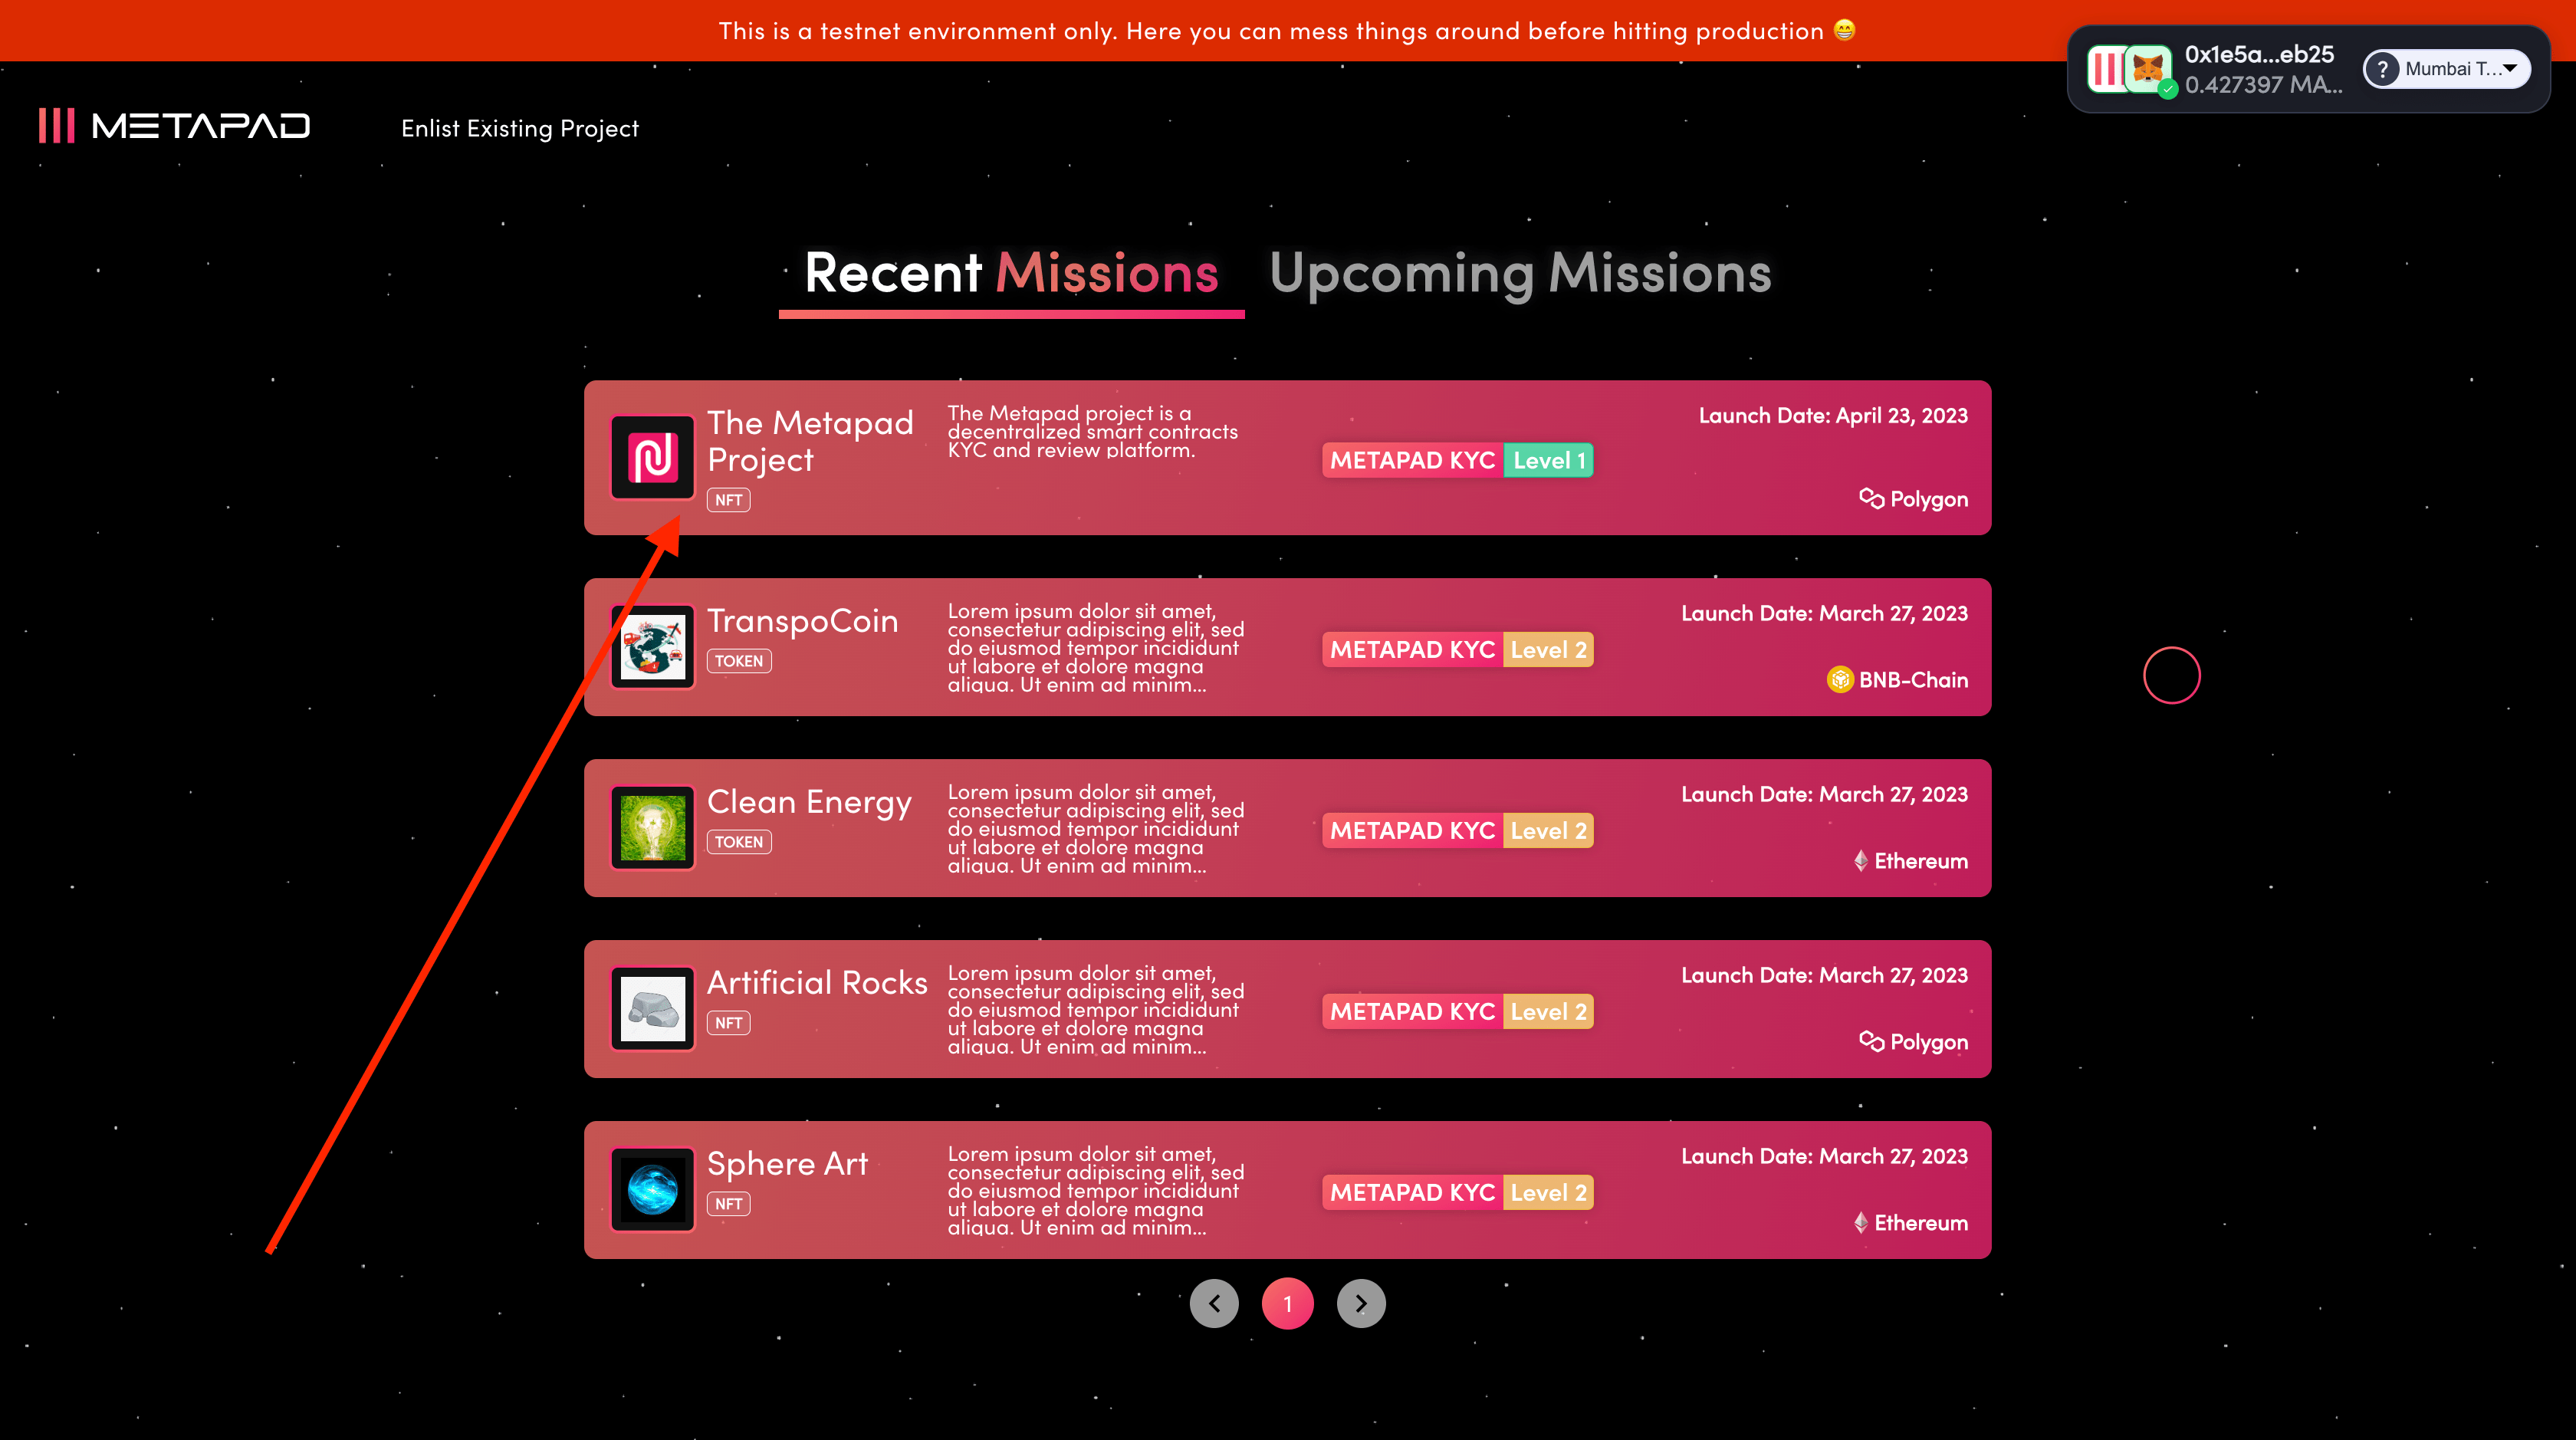 This is a testnet environment only. Here you can mess things around before hitting production 😁
0x1e5a...eb25
0.427397 MA...
? Mumbai T...
METAPAD
Enlist Existing Project
Recent Missions
Upcoming Missions
The Metapad
Project
NFT
The Metapad project is a
decentralized smart contracts
KYC and review platform.
METAPAD KYC Level 1
Launch Date: April 23, 2023
Polygon
TranspoCoin
TOKEN
Lorem ipsum dolor sit amet,
consectetur adipiscing elit, sed
do eiusmod tempor incididunt
ut labore et dolore magna
aliqua. Ut enim ad minim...
METAPAD KYC Level 2
Launch Date: March 27, 2023
BNB-Chain
Clean Energy
TOKEN
Lorem ipsum dolor sit amet,
consectetur adipiscing elit, sed
do eiusmod tempor incididunt
ut labore et dolore magna
aliqua. Ut enim ad minim...
METAPAD KYC Level 2
Launch Date: March 27, 2023
Ethereum
Artificial Rocks
NFT
Lorem ipsum dolor sit amet,
consectetur adipiscing elit, sed
do eiusmod tempor incididunt
ut labore et dolore magna
aliqua. Ut enim ad minim...
METAPAD KYC Level 2
Launch Date: March 27, 2023
Polygon
Sphere Art
NFT
Lorem ipsum dolor sit amet,
consectetur adipiscing elit, sed
do eiusmod tempor incididunt
ut labore et dolore magna
aliqua. Ut enim ad minim...
METAPAD KYC Level 2
Launch Date: March 27, 2023
Ethereum
1